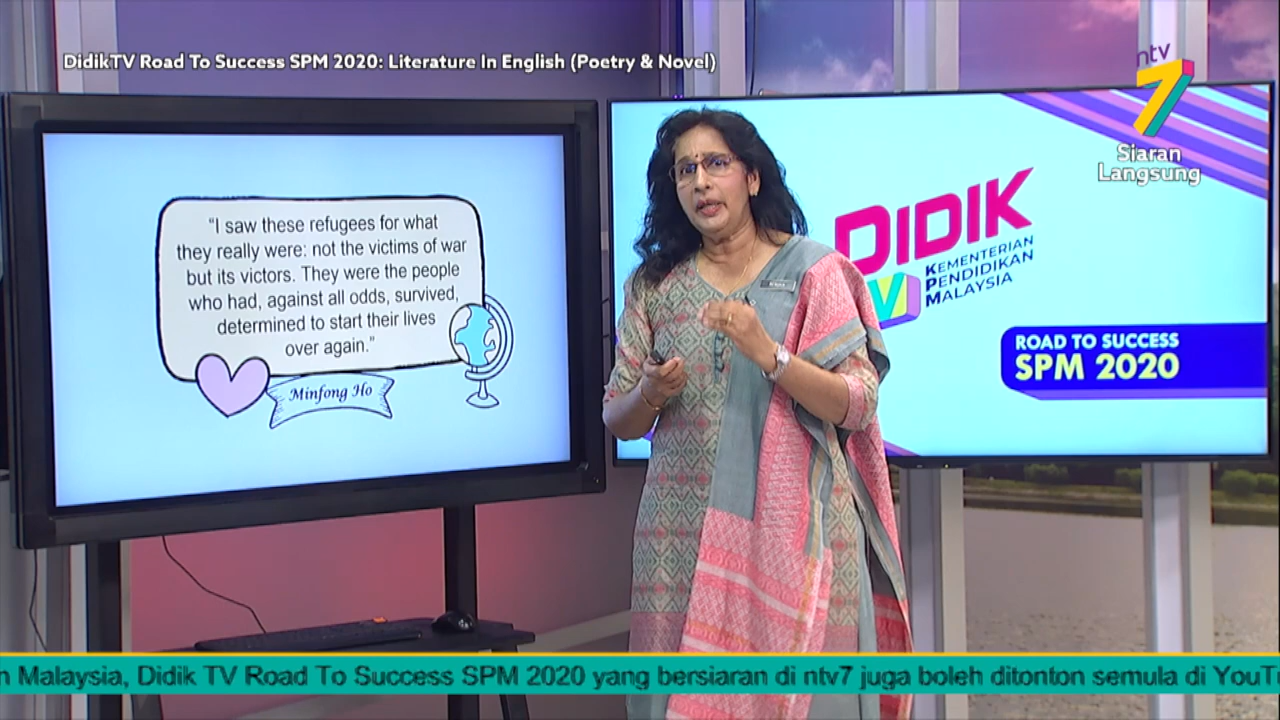 DidikTV Road To Success SPM 2020: Literature In English (Poetry & Novel)
ntv
7
Siaran
Langsung
“I saw these refugees for what
they really were: not the victims of war
but its victors. They were the people
who had, against all odds, survived,
determined to start their lives
over again.”
Minfong Ho
DIDIK
TV
KEMENTERIAN
PENDIDIKAN
MALAYSIA
ROAD TO SUCCESS
SPM 2020
n Malaysia, Didik TV Road To Success SPM 2020 yang bersiaran di ntv7 juga boleh ditonton semula di YouTu